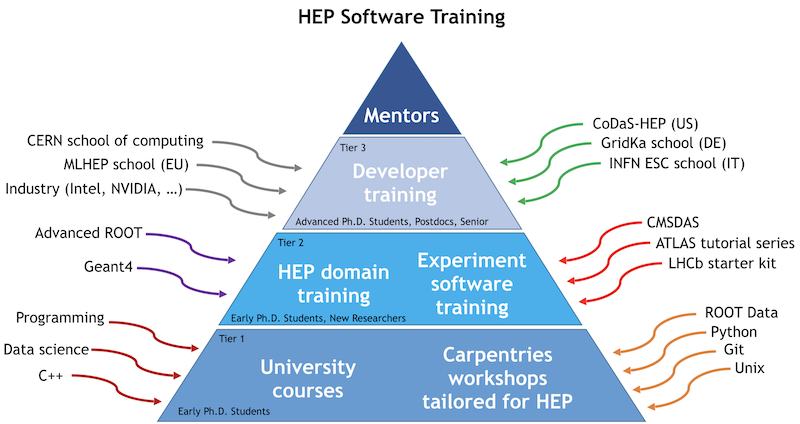 HEP Software Training
Mentors
Tier 3
Developer
training
Advanced Ph.D. Students, Postdocs, Senior
CERN school of computing
MLHEP school (EU)
Industry (Intel, NVIDIA, …)
CoDaS-HEP (US)
GridKa school (DE)
INFN ESC school (IT)
Tier 2
HEP domain
training
Experiment
software
training
Early Ph.D. Students, New Researchers
Advanced ROOT
Geant4
CMSDAS
ATLAS tutorial series
LHCb starter kit
Tier 1
University
courses
Carpentries
workshops
tailored for HEP
Early Ph.D. Students
Programming
Data science
C++
ROOT Data
Python
Git
Unix